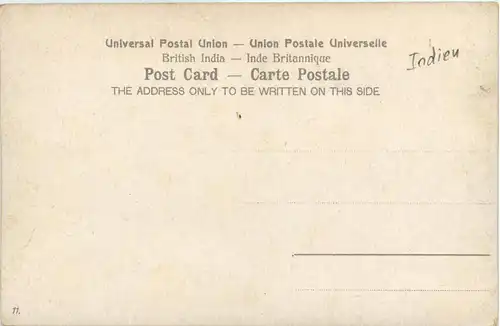 Universal Postal Union — Union Postale Universelle
British India — Inde Britannique
Post Card — Carte Postale
THE ADDRESS ONLY TO BE WRITTEN ON THIS SIDE
Indien
11.